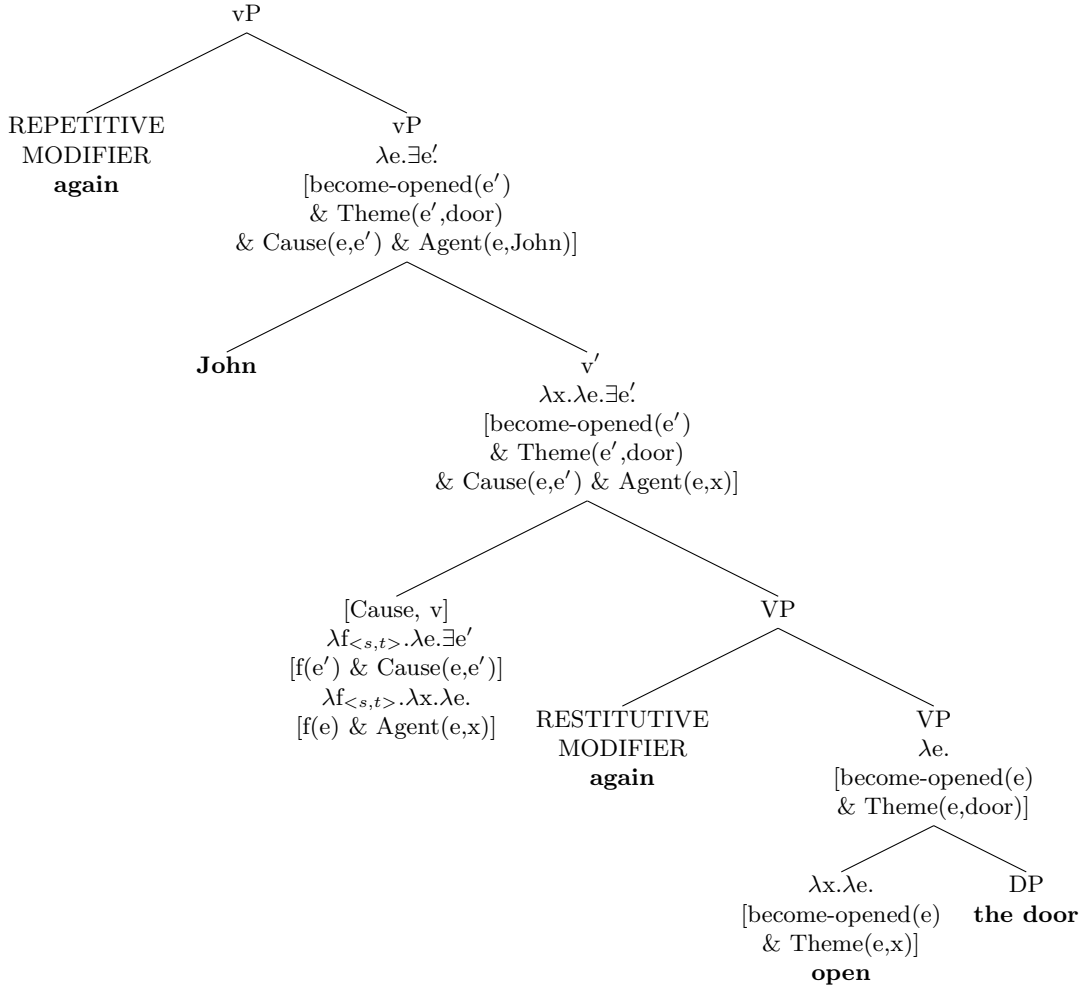 vP
REPETITIVE
MODIFIER
again
vP
λe.∃e′.
[become-opened(e′)
& Theme(e′,door)
& Cause(e,e′) & Agent(e,John)]
John
v′
λx.λe.∃e′.
[become-opened(e′)
& Theme(e′,door)
& Cause(e,e′) & Agent(e,x)]
[Cause, v]
λf<s,t>.λe.∃e′
[f(e′) & Cause(e,e′)]
λf<s,t>.λx.λe.
[f(e) & Agent(e,x)]
VP
RESTITUTIVE
MODIFIER
again
VP
λe.
[become-opened(e)
& Theme(e,door)]
λx.λe.
[become-opened(e)
& Theme(e,x)]
open
DP
the door